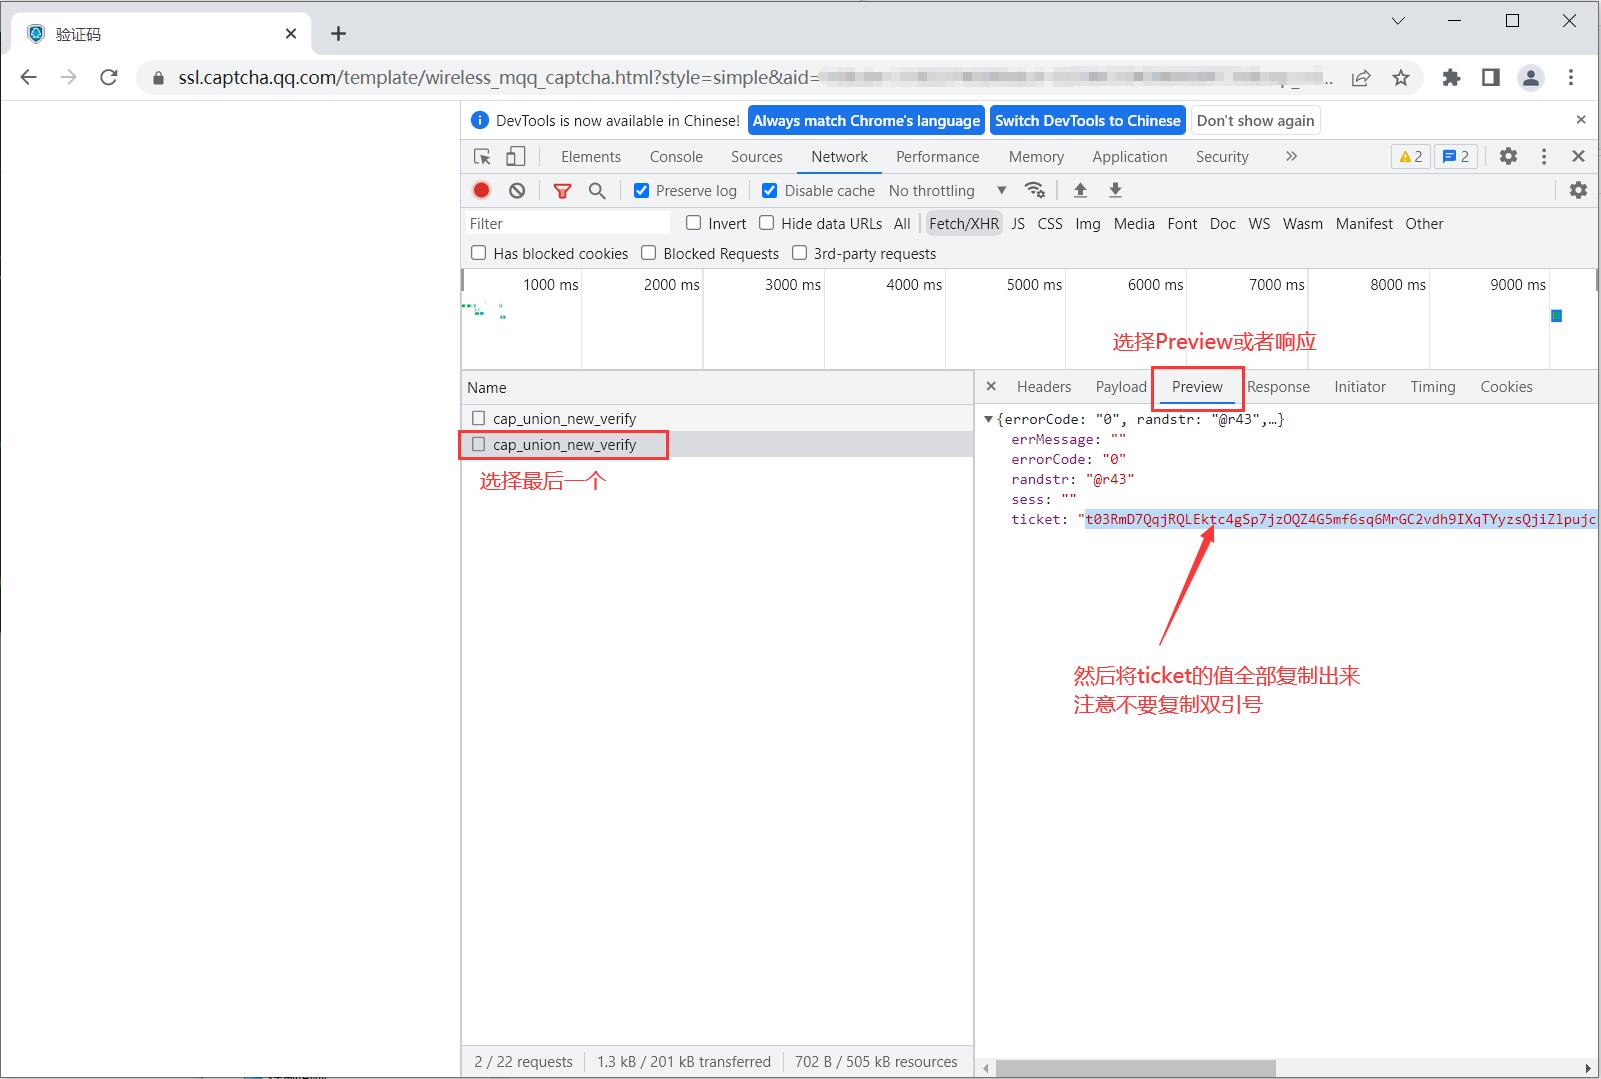 验证码
ssl.captcha.qq.com/template/wireless_mqq_captcha.html?style=simple&aid=
DevTools is now available in Chinese! Always match Chrome's language Switch DevTools to Chinese Don't show again
Elements Console Sources Network Performance Memory Application Security 2 2
Preserve log Disable cache No throttling
Filter Invert Hide data URLs All Fetch/XHR JS CSS Img Media Font Doc WS Wasm Manifest Other
Has blocked cookies Blocked Requests 3rd-party requests
1000 ms 2000 ms 3000 ms 4000 ms 5000 ms 6000 ms 7000 ms 8000 ms 9000 ms
选择Preview或者响应
Name
Headers Payload Preview Response Initiator Timing Cookies
cap_union_new_verify
cap_union_new_verify
选择最后一个
{errorCode: "0", randstr: "@r43",…}
errMessage: ""
errorCode: "0"
randstr: "@r43"
sess: ""
ticket: "t03RmD7QqjRQLEktc4gSp7jzOQZ4G5mf6sq6MrGC2vdh9IXqTYyzsQjiZlpujc
然后将ticket的值全部复制出来
注意不要复制双引号
2 / 22 requests 1.3 kB / 201 kB transferred 702 B / 505 kB resources